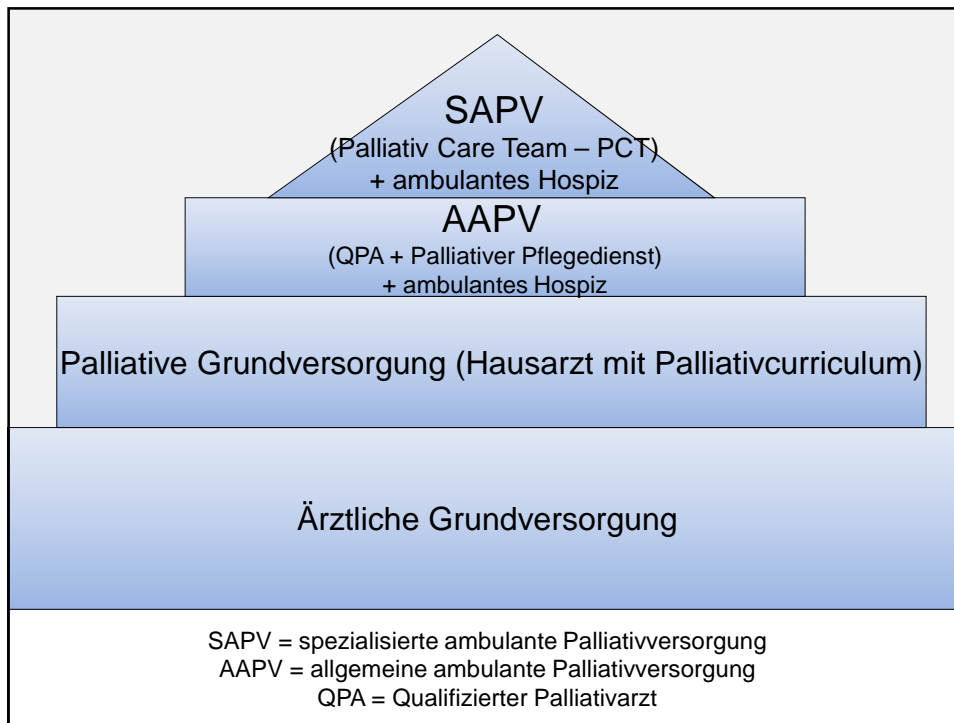 SAPV
(Palliativ Care Team – PCT)
+ ambulantes Hospiz
AAPV
(QPA + Palliativer Pflegedienst)
+ ambulantes Hospiz
Palliative Grundversorgung (Hausarzt mit Palliativcurriculum)
Ärztliche Grundversorgung
SAPV = spezialisierte ambulante Palliativversorgung
AAPV = allgemeine ambulante Palliativversorgung
QPA = Qualifizierter Palliativarzt